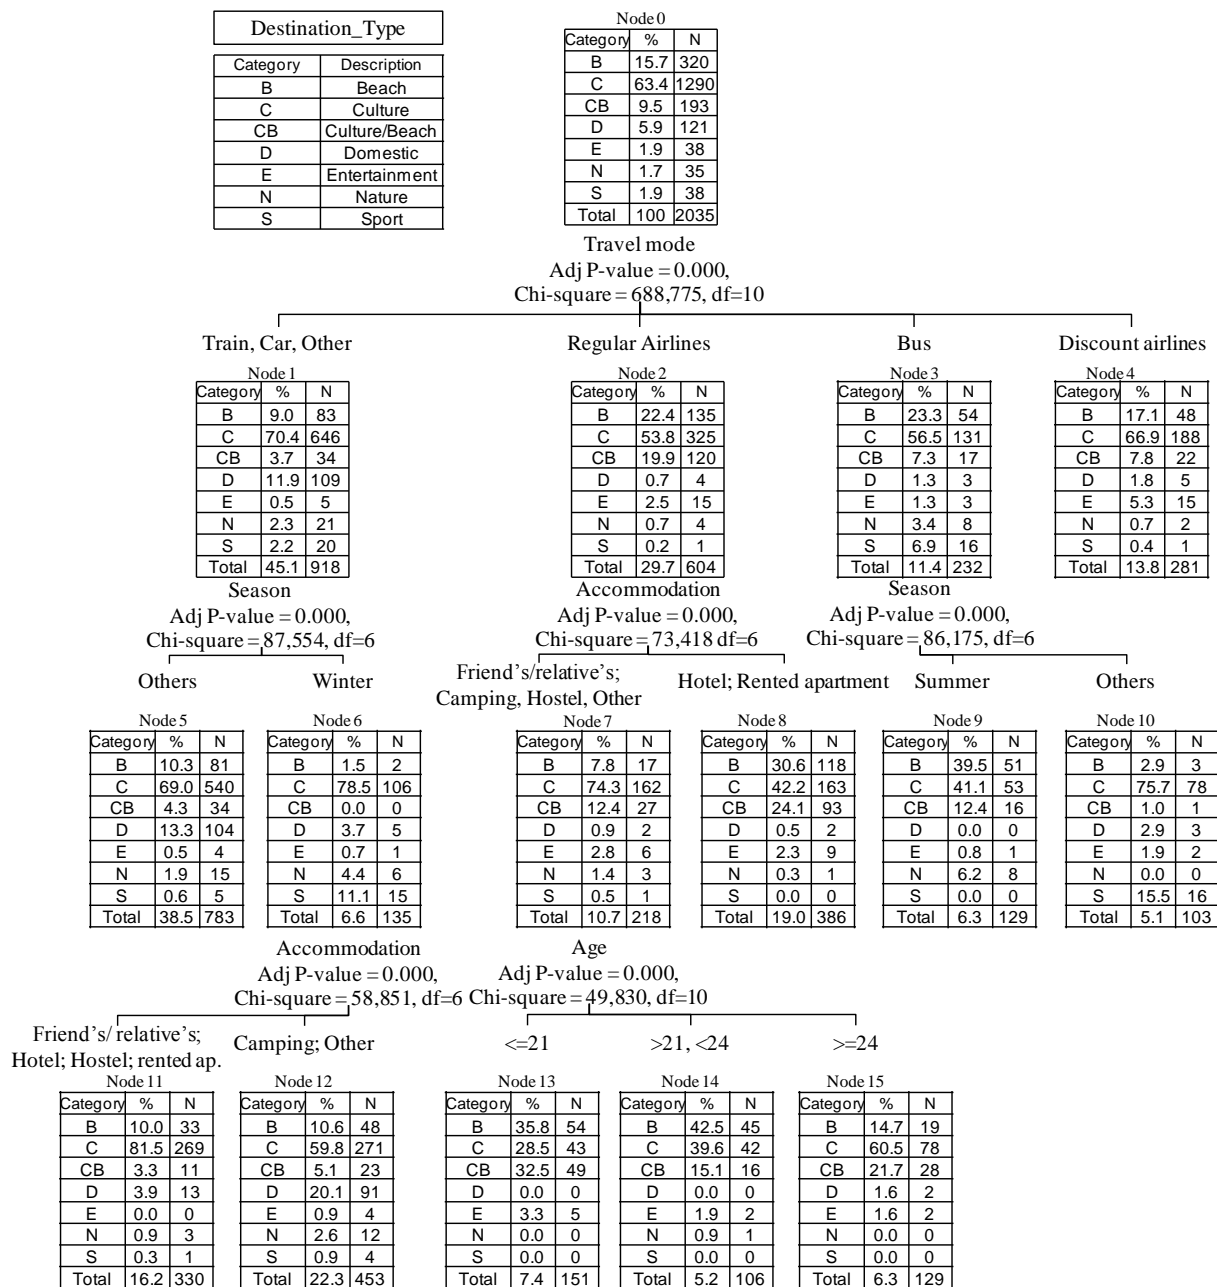 Destination_Type
Category Description
B Beach
C Culture
CB Culture/Beach
D Domestic
E Entertainment
N Nature
S Sport
Node 0
Category % N
B 15.7 320
C 63.4 1290
CB 9.5 193
D 5.9 121
E 1.9 38
N 1.7 35
S 1.9 38
Total 100 2035
Travel mode
Adj P-value = 0.000,
Chi-square = 688,775, df=10
Train, Car, Other
Node 1
Category % N
B 9.0 83
C 70.4 646
CB 3.7 34
D 11.9 109
E 0.5 5
N 2.3 21
S 2.2 20
Total 45.1 918
Season
Adj P-value = 0.000,
Chi-square = 87,554, df=6
Regular Airlines
Node 2
Category % N
B 22.4 135
C 53.8 325
CB 19.9 120
D 0.7 4
E 2.5 15
N 0.7 4
S 0.2 1
Total 29.7 604
Accommodation
Adj P-value = 0.000,
Chi-square = 73,418 df=6
Bus
Node 3
Category % N
B 23.3 54
C 56.5 131
CB 7.3 17
D 1.3 3
E 1.3 3
N 3.4 8
S 6.9 16
Total 11.4 232
Season
Adj P-value = 0.000,
Chi-square = 86,175, df=6
Discount airlines
Node 4
Category % N
B 17.1 48
C 66.9 188
CB 7.8 22
D 1.8 5
E 5.3 15
N 0.7 2
S 0.4 1
Total 13.8 281
Others
Node 5
Category % N
B 10.3 81
C 69.0 540
CB 4.3 34
D 13.3 104
E 0.5 4
N 1.9 15
S 0.6 5
Total 38.5 783
Winter
Node 6
Category % N
B 1.5 2
C 78.5 106
CB 0.0 0
D 3.7 5
E 0.7 1
N 4.4 6
S 11.1 15
Total 6.6 135
Accommodation
Adj P-value = 0.000,
Chi-square = 58,851, df=6
Friend's/relative's;
Camping, Hostel, Other
Node 7
Category % N
B 7.8 17
C 74.3 162
CB 12.4 27
D 0.9 2
E 2.8 6
N 1.4 3
S 0.5 1
Total 10.7 218
Age
Adj P-value = 0.000,
Chi-square = 49,830, df=10
Hotel; Rented apartment
Node 8
Category % N
B 30.6 118
C 42.2 163
CB 24.1 93
D 0.5 2
E 2.3 9
N 0.3 1
S 0.0 0
Total 19.0 386
Summer
Node 9
Category % N
B 39.5 51
C 41.1 53
CB 12.4 16
D 0.0 0
E 0.8 1
N 6.2 8
S 0.0 0
Total 6.3 129
Others
Node 10
Category % N
B 2.9 3
C 75.7 78
CB 1.0 1
D 2.9 3
E 1.9 2
N 0.0 0
S 15.5 16
Total 5.1 103
Friend's/ relative's;
Hotel; Hostel; rented ap.
Node 11
Category % N
B 10.0 33
C 81.5 269
CB 3.3 11
D 3.9 13
E 0.0 0
N 0.9 3
S 0.3 1
Total 16.2 330
Camping; Other
Node 12
Category % N
B 10.6 48
C 59.8 271
CB 5.1 23
D 20.1 91
E 0.9 4
N 2.6 12
S 0.9 4
Total 22.3 453
<=21
Node 13
Category % N
B 35.8 54
C 28.5 43
CB 32.5 49
D 0.0 0
E 3.3 5
N 0.0 0
S 0.0 0
Total 7.4 151
>21, <24
Node 14
Category % N
B 42.5 45
C 39.6 42
CB 15.1 16
D 0.0 0
E 1.9 2
N 0.9 1
S 0.0 0
Total 5.2 106
>=24
Node 15
Category % N
B 14.7 19
C 60.5 78
CB 21.7 28
D 1.6 2
E 1.6 2
N 0.0 0
S 0.0 0
Total 6.3 129